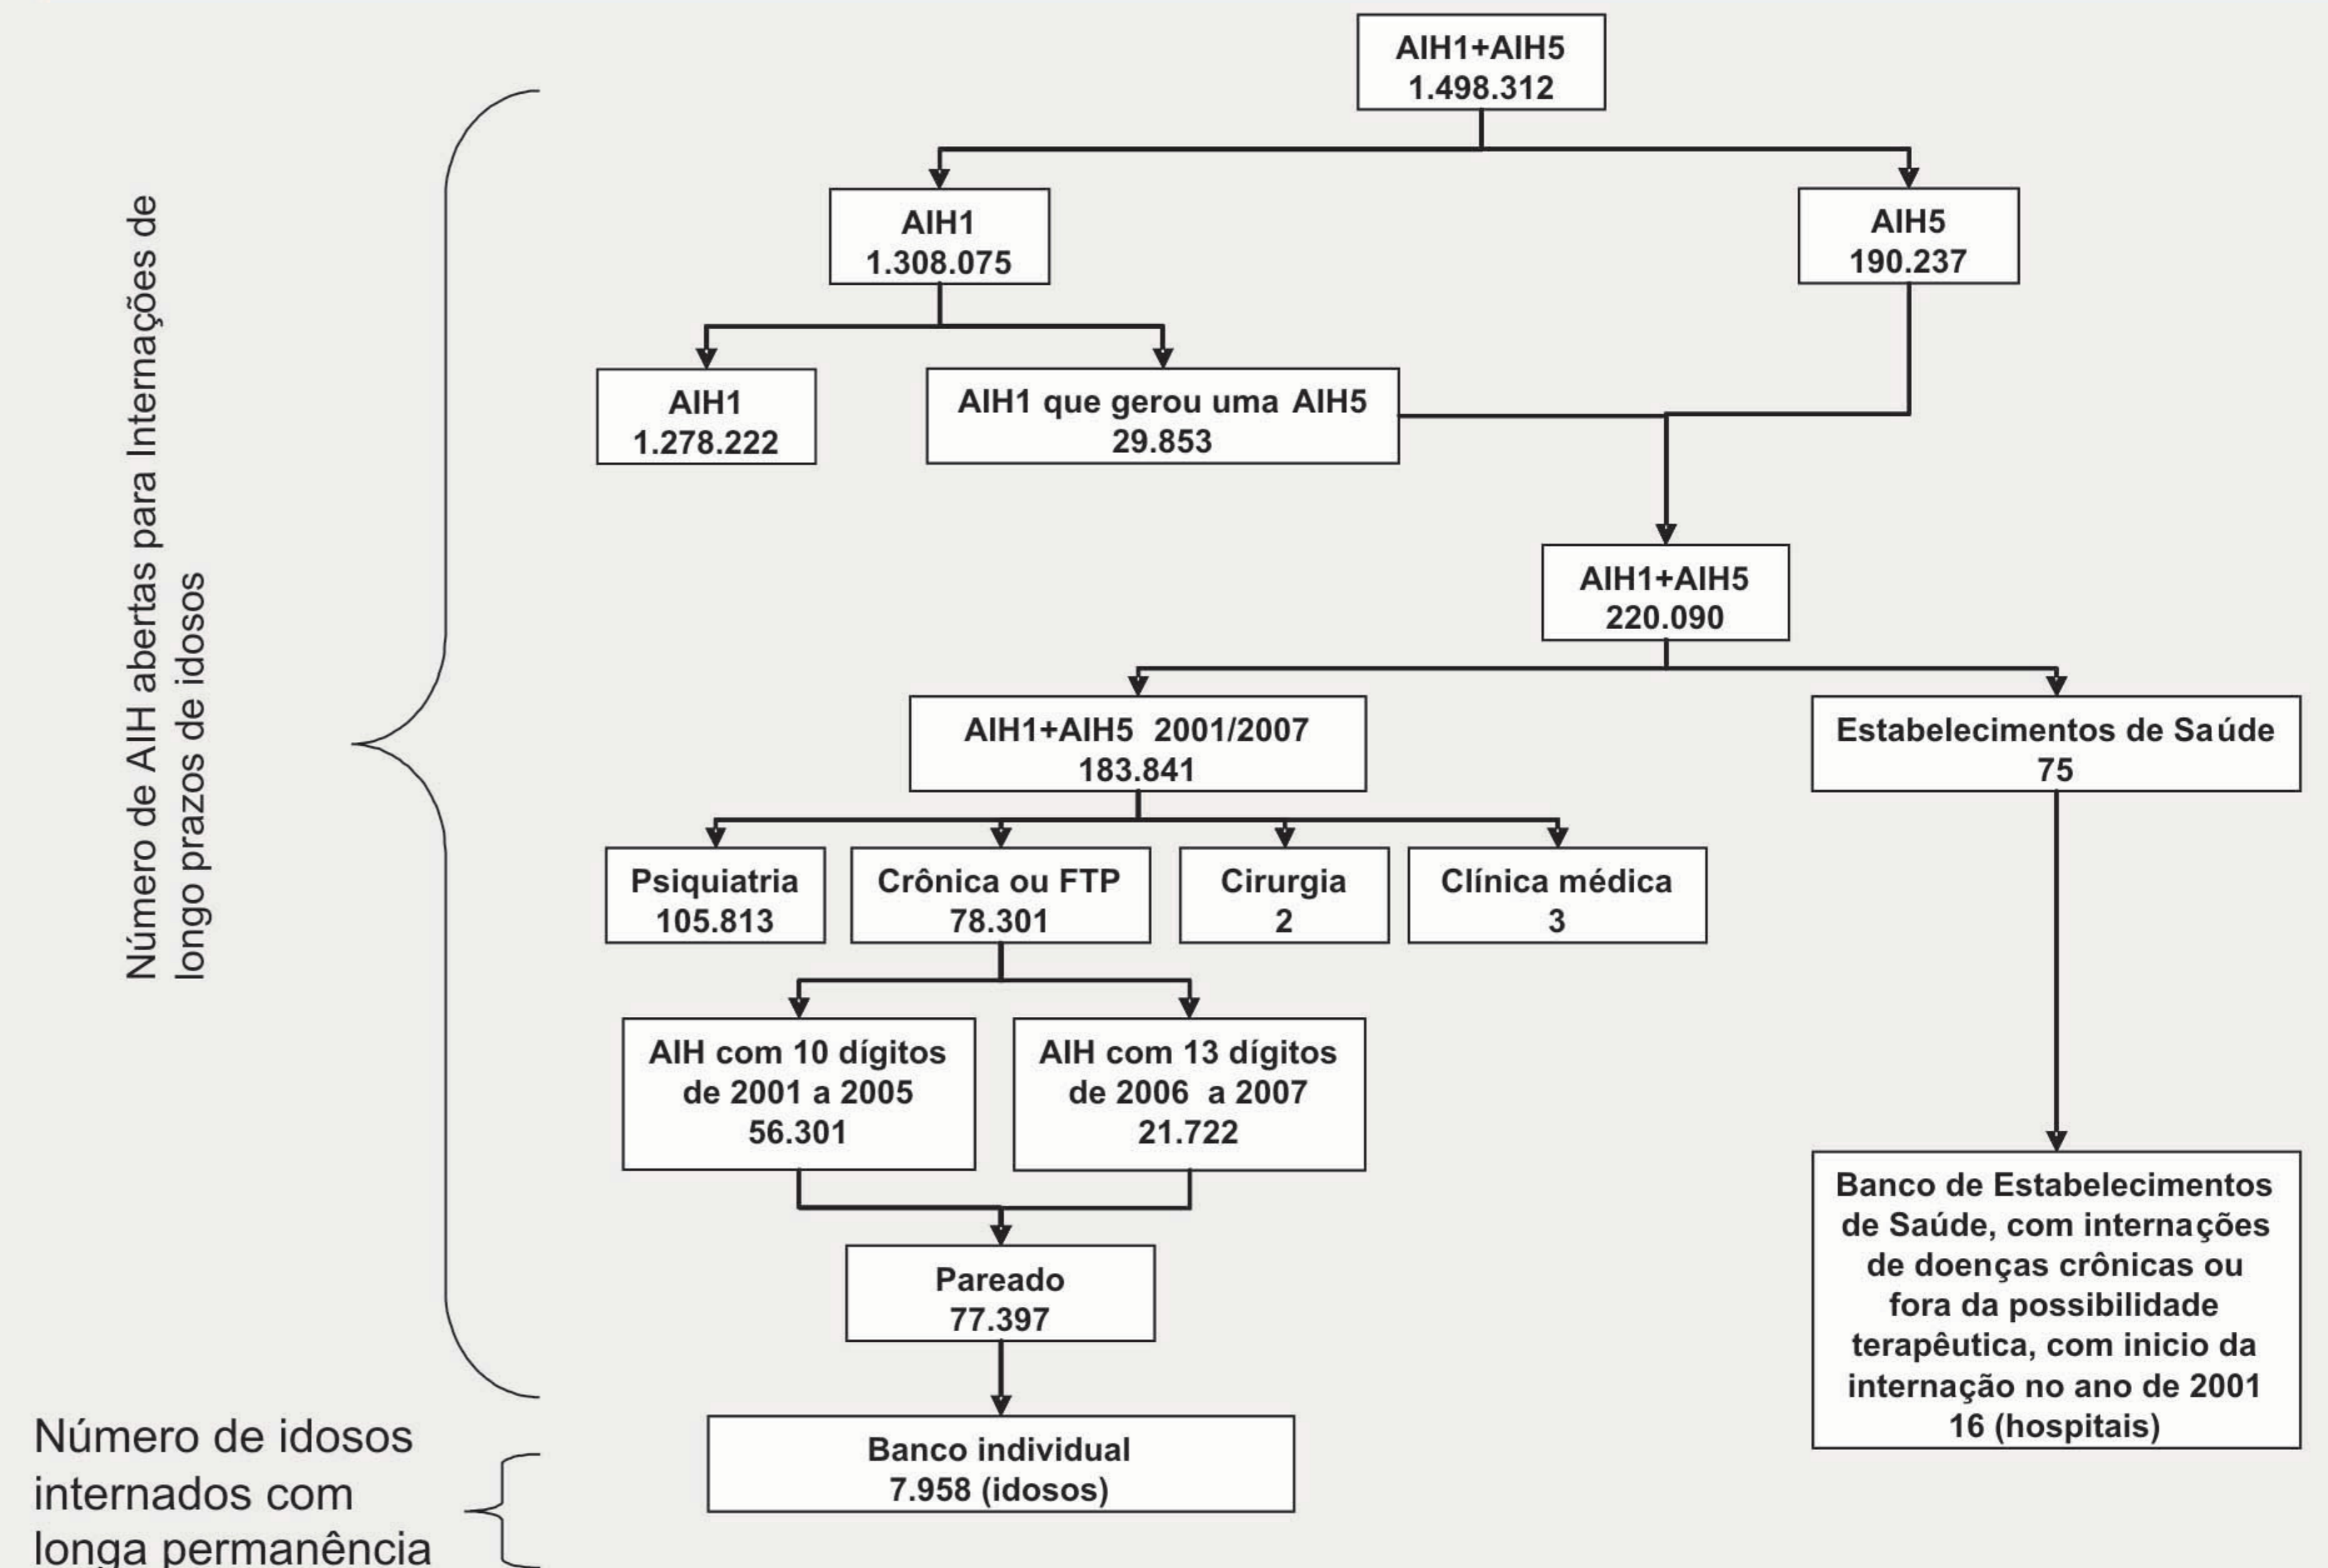 AIH1+AIH5
1.498.312
AIH1
1.308.075
AIH5
190.237
AIH1
1.278.222
AIH1 que gerou uma AIH5
29.853
AIH1+AIH5
220.090
AIH1+AIH5 2001/2007
183.841
Estabelecimentos de Saúde
75
Psiquiatria
105.813
Crônica ou FTP
78.301
Cirurgia
2
Clínica médica
3
AIH com 10 dígitos
de 2001 a 2005
56.301
AIH com 13 dígitos
de 2006 a 2007
21.722
Pareado
77.397
Banco de Estabelecimentos
de Saúde, com internações
de doenças crônicas ou
fora da possibilidade
terapêutica, com inicio da
internação no ano de 2001
16 (hospitais)
Banco individual
7.958 (idosos)
Número de AIH abertas para Internações de
longo prazos de idosos
Número de idosos
internados com
longa permanência